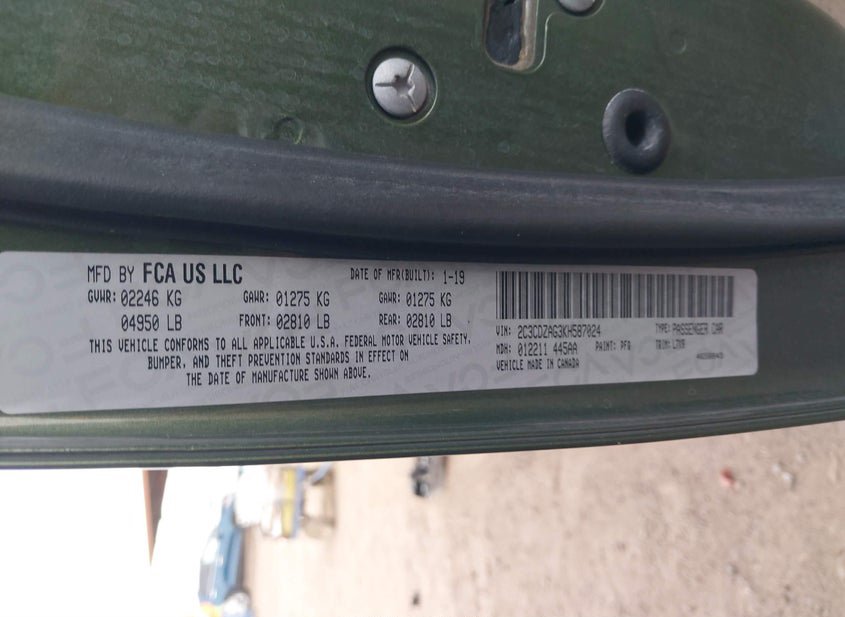 MFD BY FCA US LLC
DATE OF MFR(BUILT): 1-19
GVWR: 02246 KG GAWR: 01275 KG GAWR: 01275 KG
04950 LB FRONT: 02810 LB REAR: 02810 LB
THIS VEHICLE CONFORMS TO ALL APPLICABLE U.S.A. FEDERAL MOTOR VEHICLE SAFETY,
BUMPER, AND THEFT PREVENTION STANDARDS IN EFFECT ON
THE DATE OF MANUFACTURE SHOWN ABOVE.
VIN: 2C3CDZAG3KH587024 TYPE: PASSENGER CAR
MDH: 012211 445AA PAINT: PFQ TRIM: LJX9
VEHICLE MADE IN CANADA